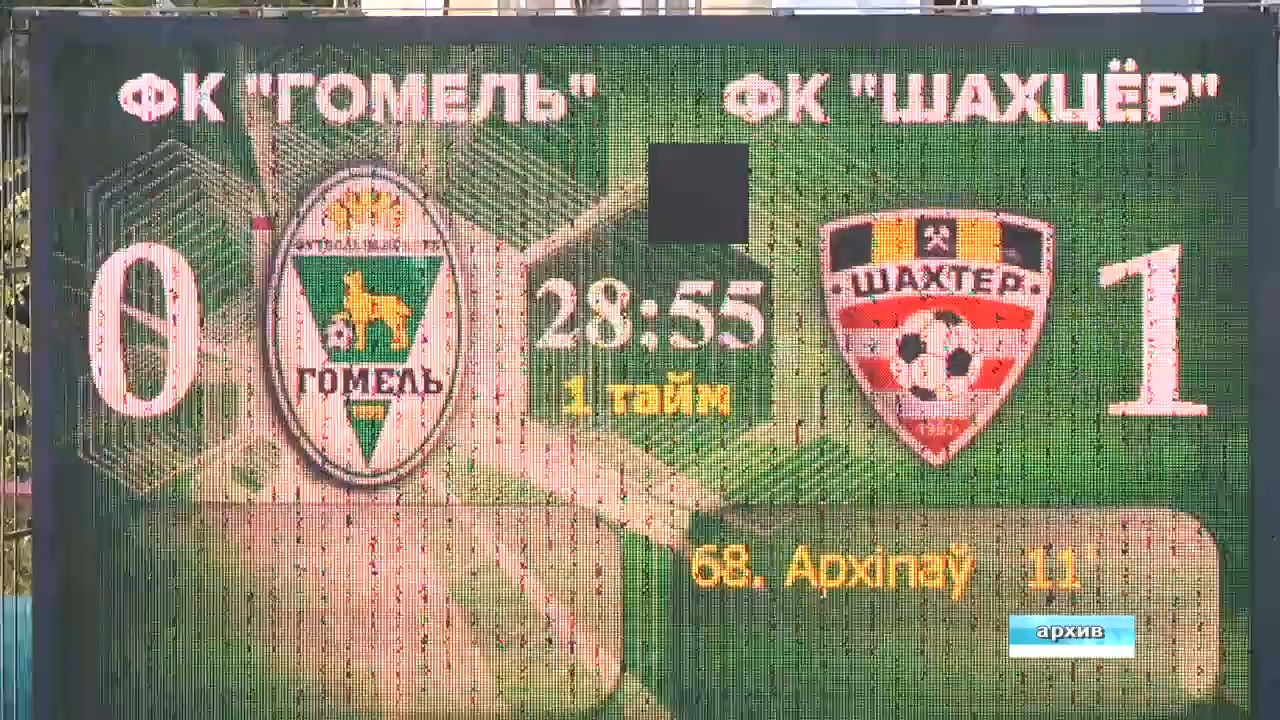 ФК "ГОМЕЛЬ"
ФК "ШАХЦЁР"
0
ГОМЕЛЬ
28:55
1 тайм
ШАХТЕР
1
68. Архіпаў 11'
архив